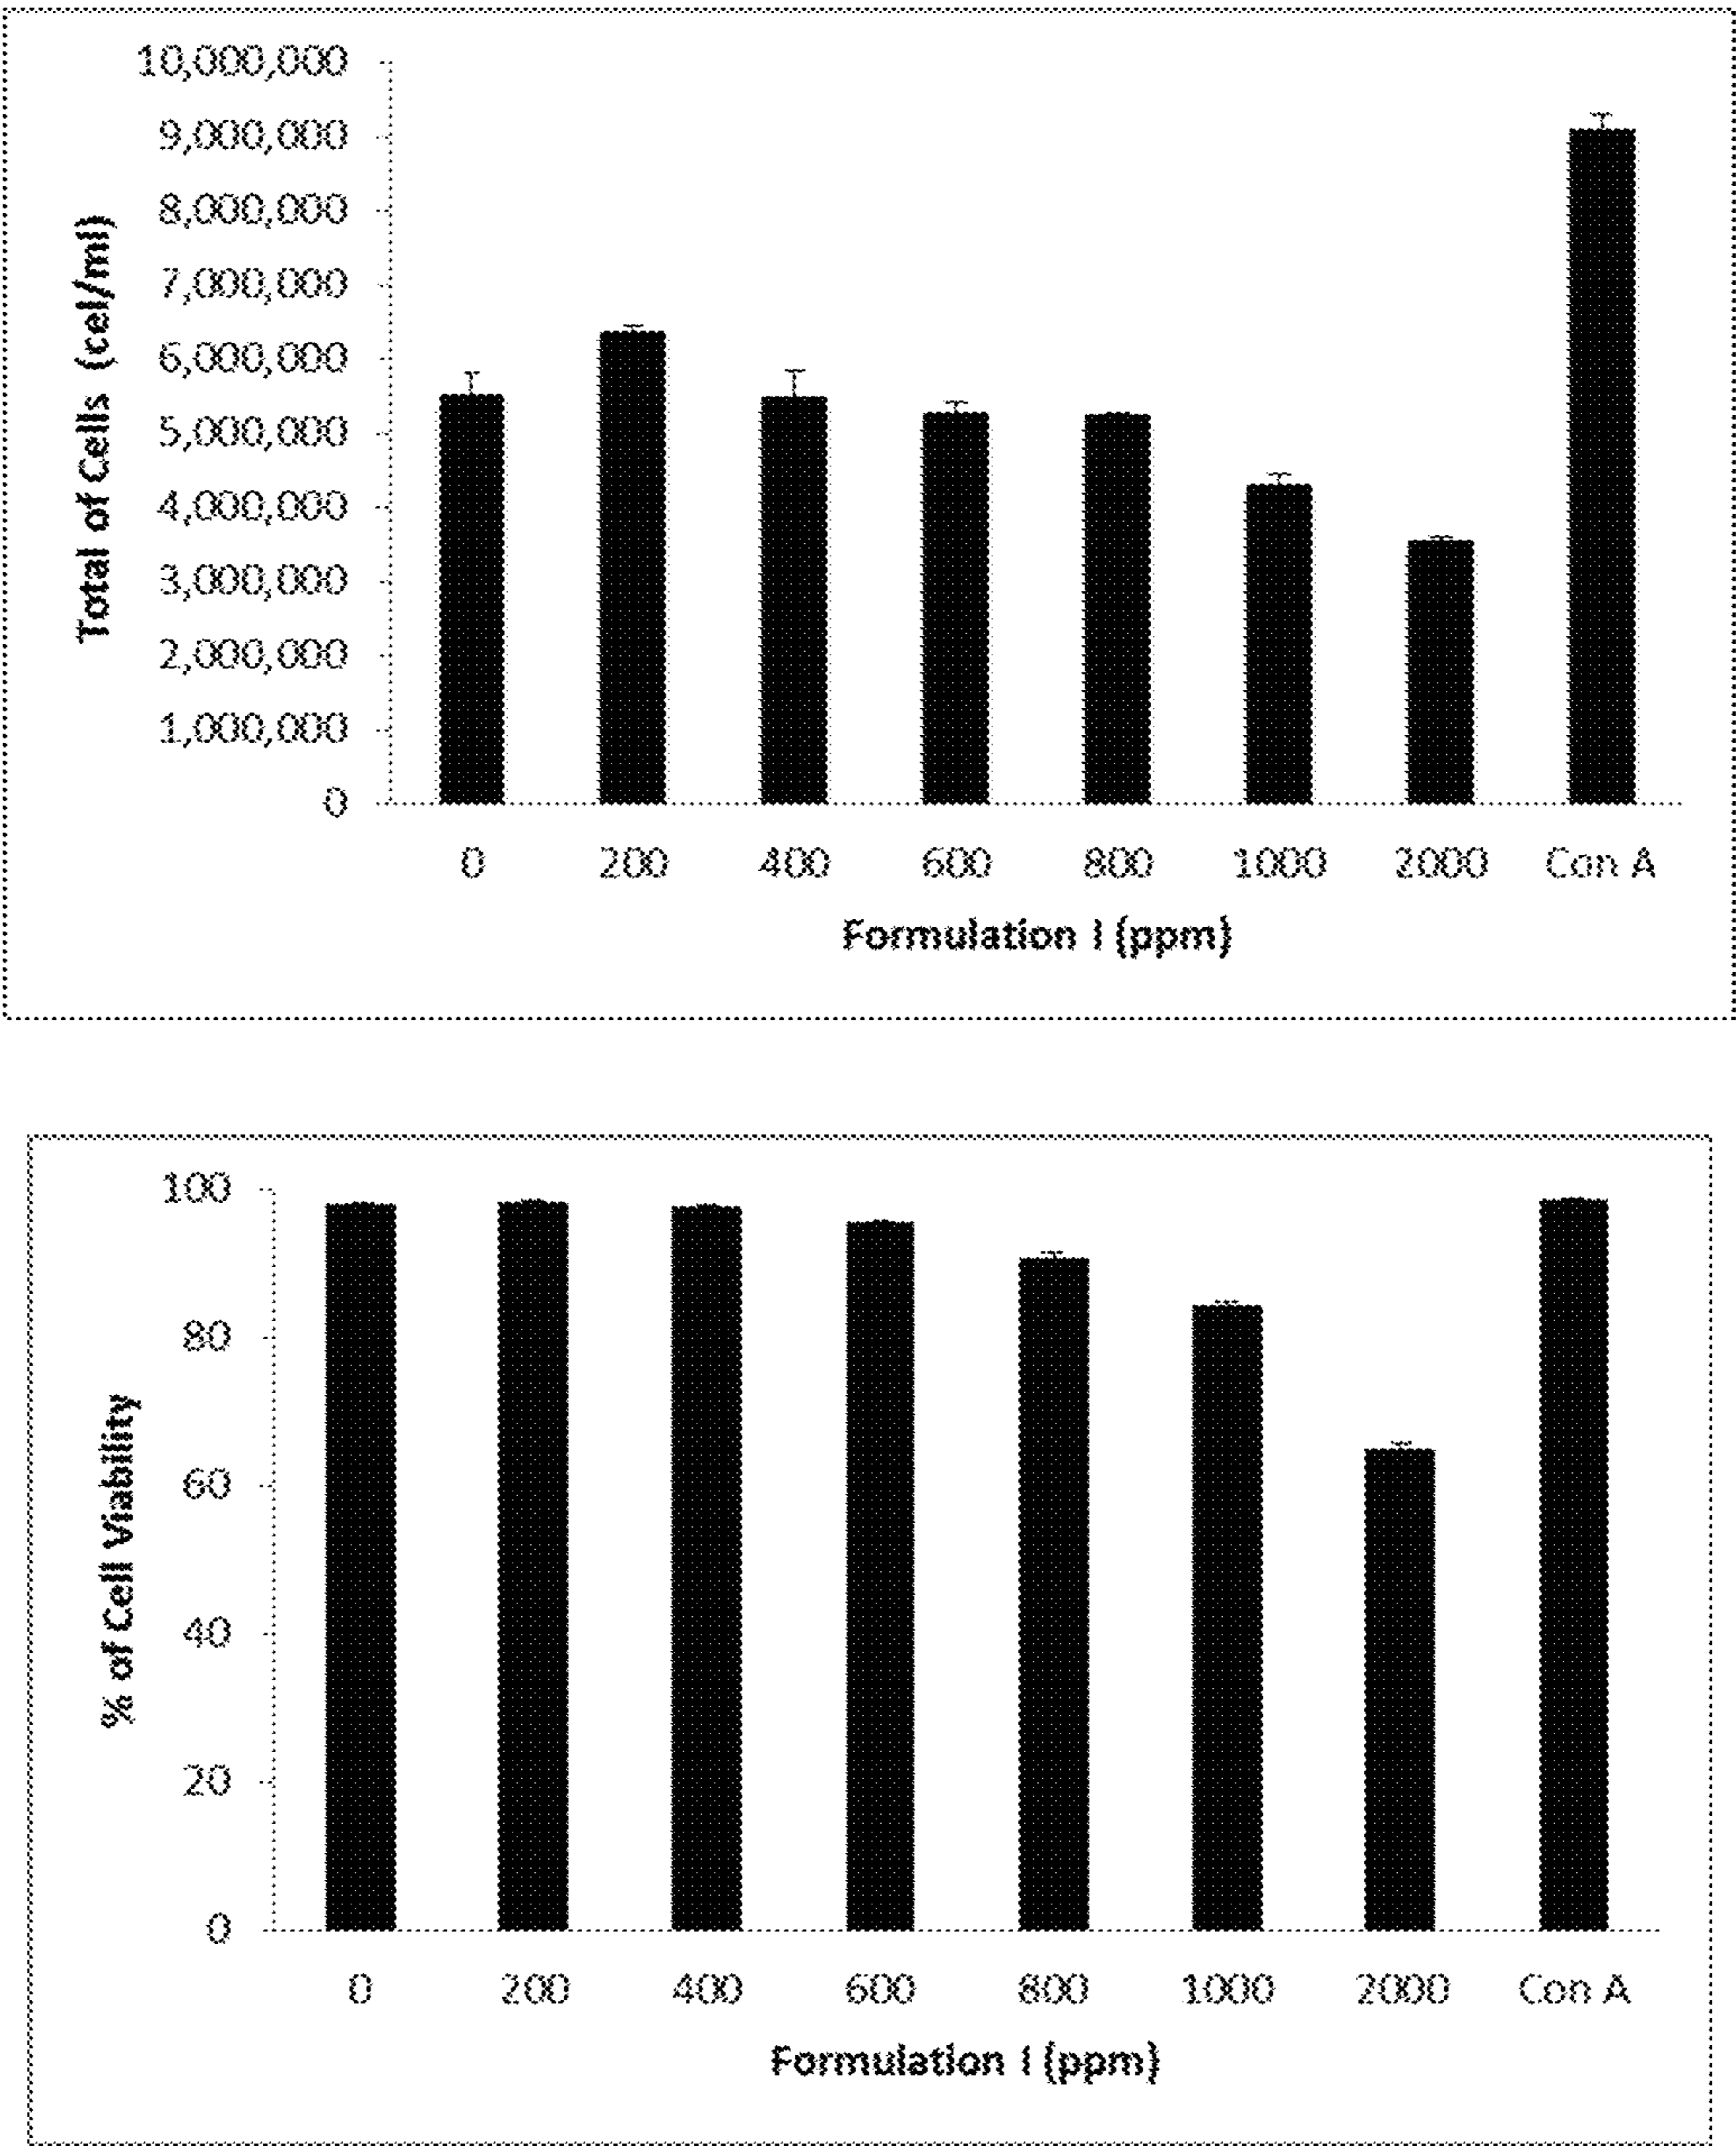 10,000,000
9,000,000
8,000,000
7,000,000
6,000,000
5,000,000
4,000,000
3,000,000
2,000,000
1,000,000
0
Total of Cells (cel/ml)
0 200 400 600 800 1000 2000 Con A
Formulation I (ppm)
100
80
60
40
20
0
% of Cell Viability
0 200 400 600 800 1000 2000 Con A
Formulation I (ppm)